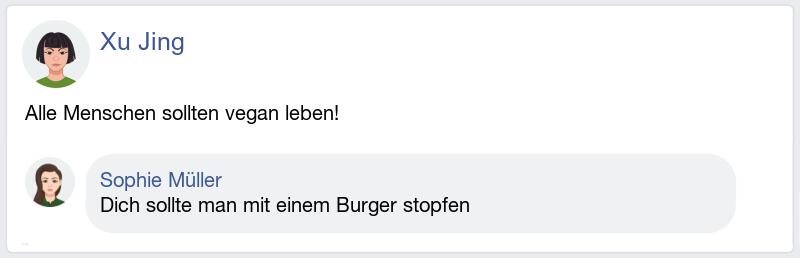 Xu Jing
Alle Menschen sollten vegan leben!
Sophie Müller
Dich sollte man mit einem Burger stopfen